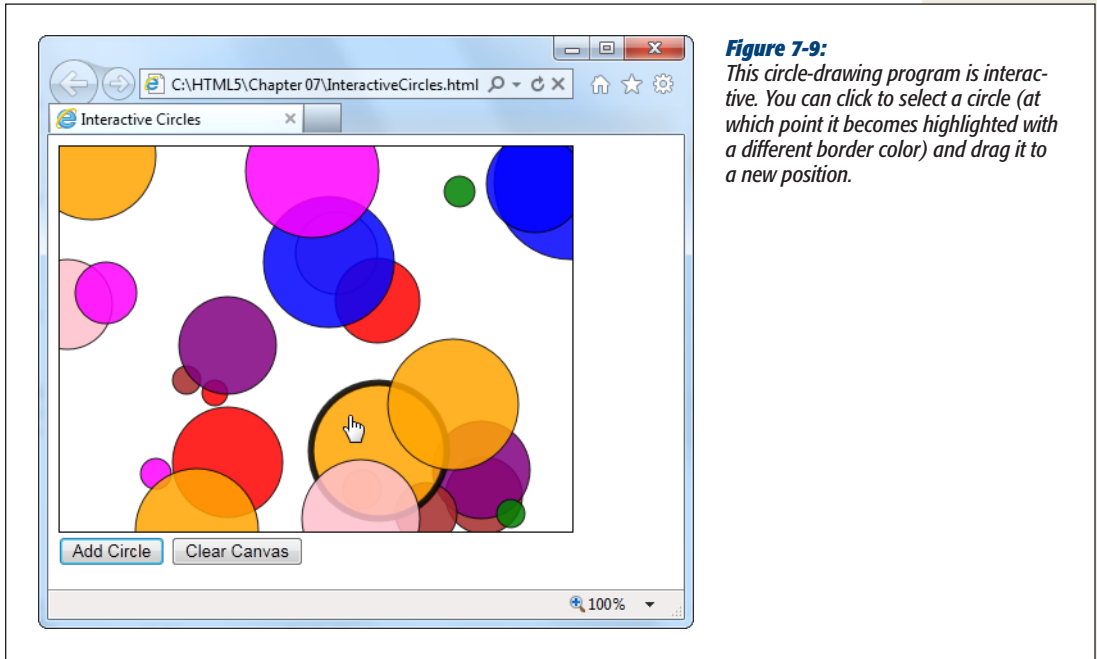 C:\HTML5\Chapter 07\InteractiveCircles.html
Interactive Circles
Add Circle
Clear Canvas
100%
Figure 7-9:
This circle-drawing program is interac-
tive. You can click to select a circle (at
which point it becomes highlighted with
a different border color) and drag it to
a new position.